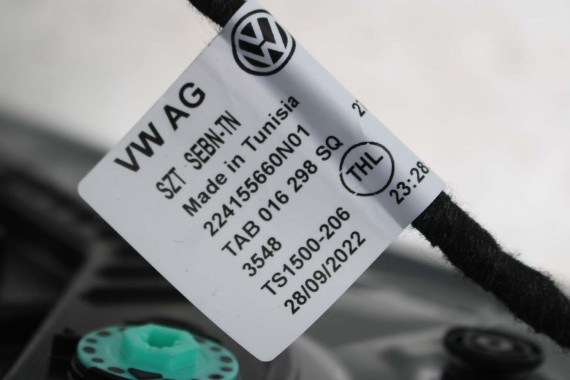 VW AG
SZT SEBN-TN
Made in Tunisia
224155660N01
TAB 016 298 SQ
3548
TS1500-206
28/09/2022
THL
23:28